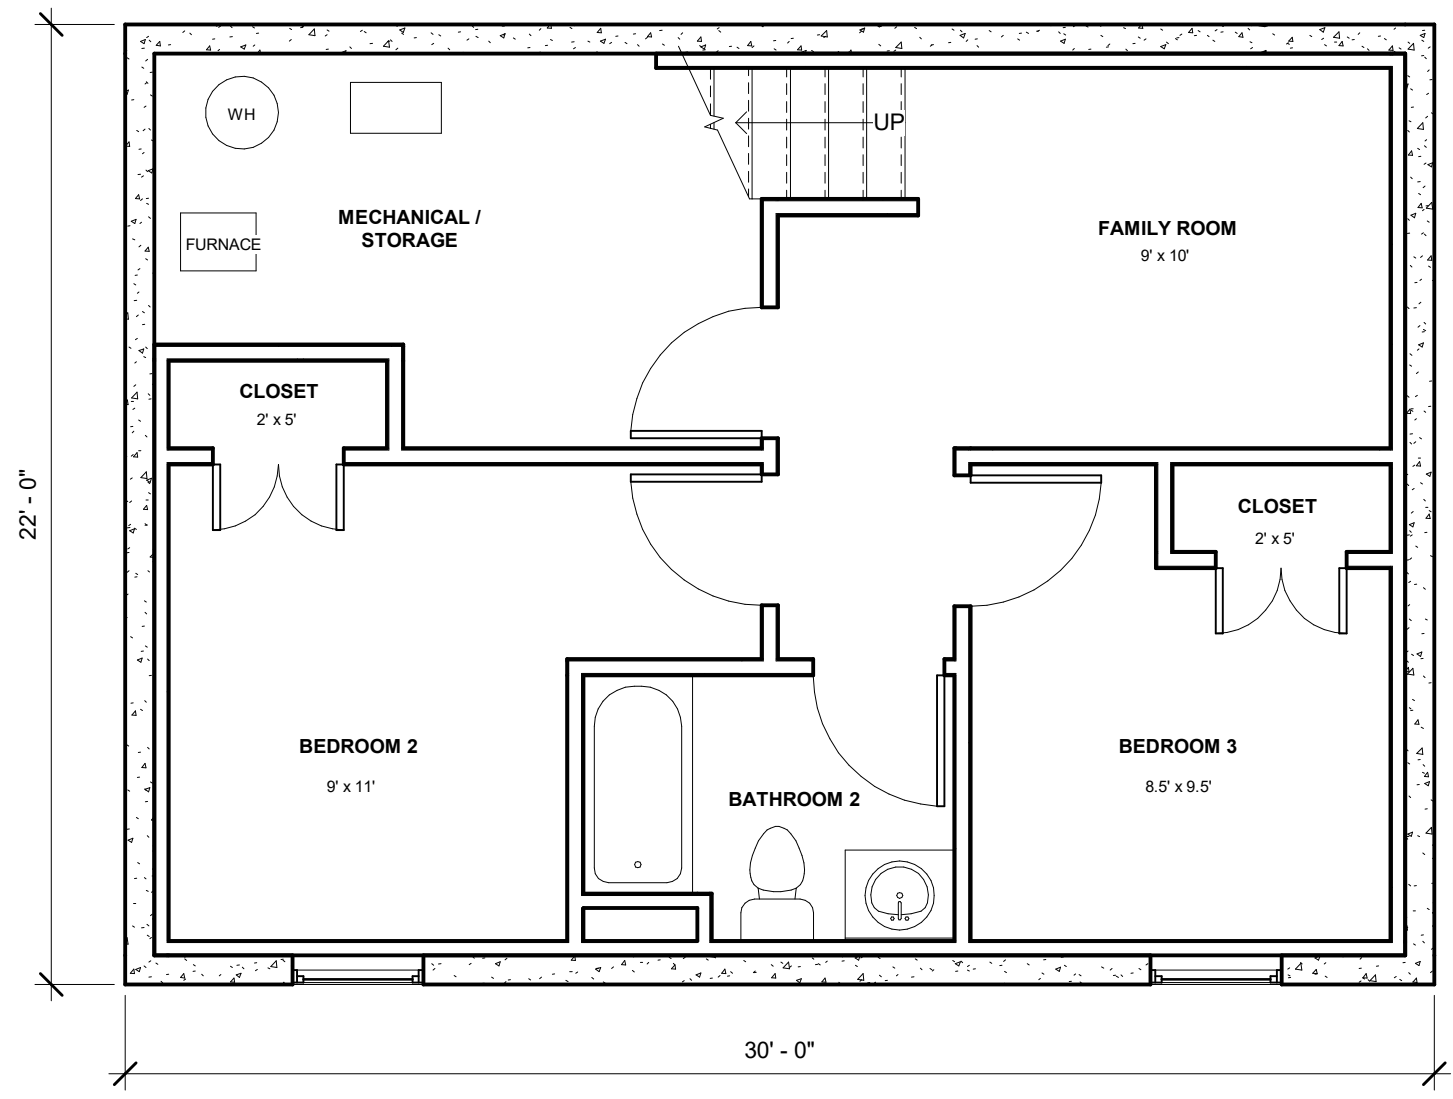 WH
UP
MECHANICAL /
STORAGE
FURNACE
FAMILY ROOM
9' x 10'
CLOSET
2' x 5'
22' - 0"
CLOSET
2' x 5'
BEDROOM 2
9' x 11'
BATHROOM 2
BEDROOM 3
8.5' x 9.5'
30' - 0"